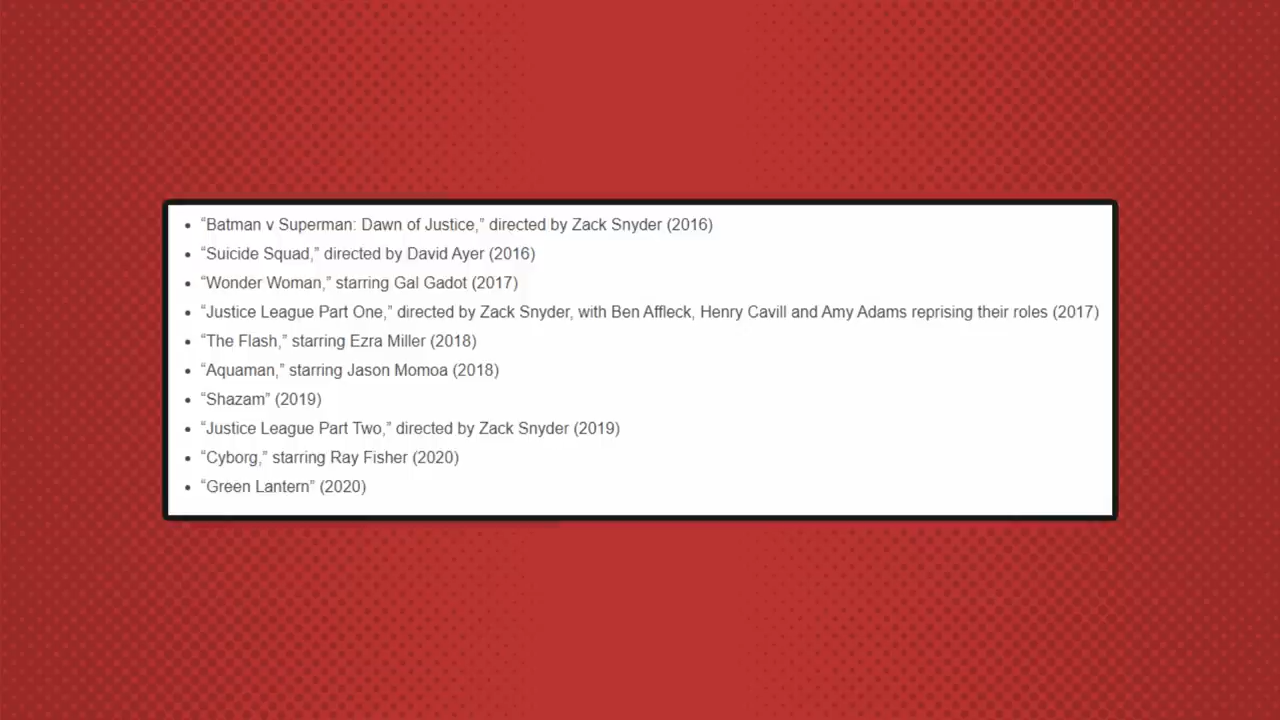 • “Batman v Superman: Dawn of Justice,” directed by Zack Snyder (2016)
• “Suicide Squad,” directed by David Ayer (2016)
• “Wonder Woman,” starring Gal Gadot (2017)
• “Justice League Part One,” directed by Zack Snyder, with Ben Affleck, Henry Cavill and Amy Adams reprising their roles (2017)
• “The Flash,” starring Ezra Miller (2018)
• “Aquaman,” starring Jason Momoa (2018)
• “Shazam” (2019)
• “Justice League Part Two,” directed by Zack Snyder (2019)
• “Cyborg,” starring Ray Fisher (2020)
• “Green Lantern” (2020)